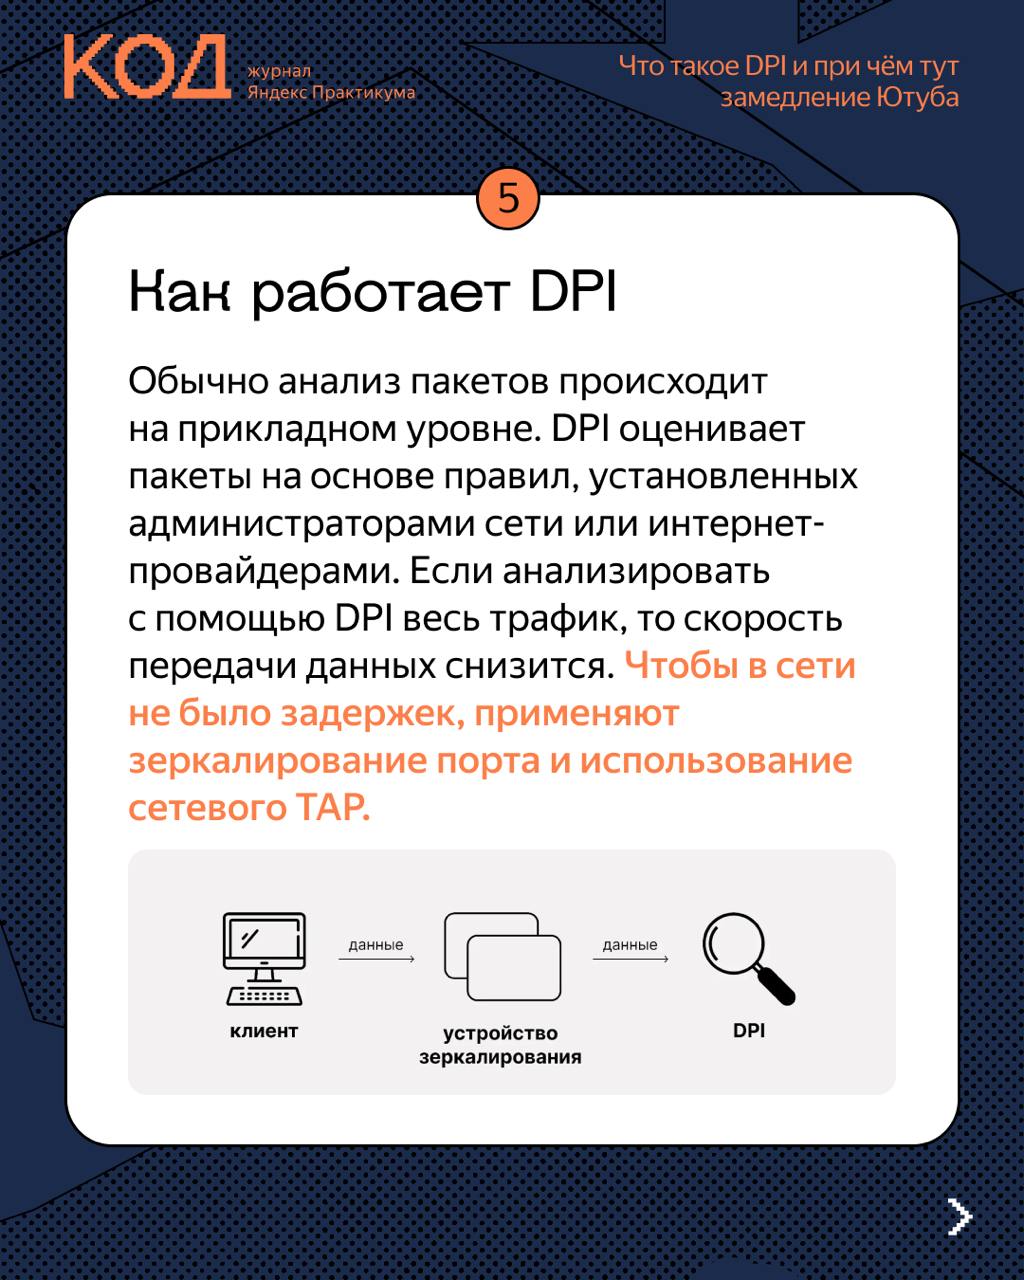 КОД
журнал
Яндекс Практикума
Что такое DPI и при чём тут
замедление Ютуба
5
Как работает DPI
Обычно анализ пакетов происходит
на прикладном уровне. DPI оценивает
пакеты на основе правил, установленных
администраторами сети или интернет-
провайдерами. Если анализировать
с помощью DPI весь трафик, то скорость
передачи данных снизится. Чтобы в сети
не было задержек, применяют
зеркалирование порта и использование
сетевого TAP.
данные
данные
клиент
устройство
зеркалирования
DPI